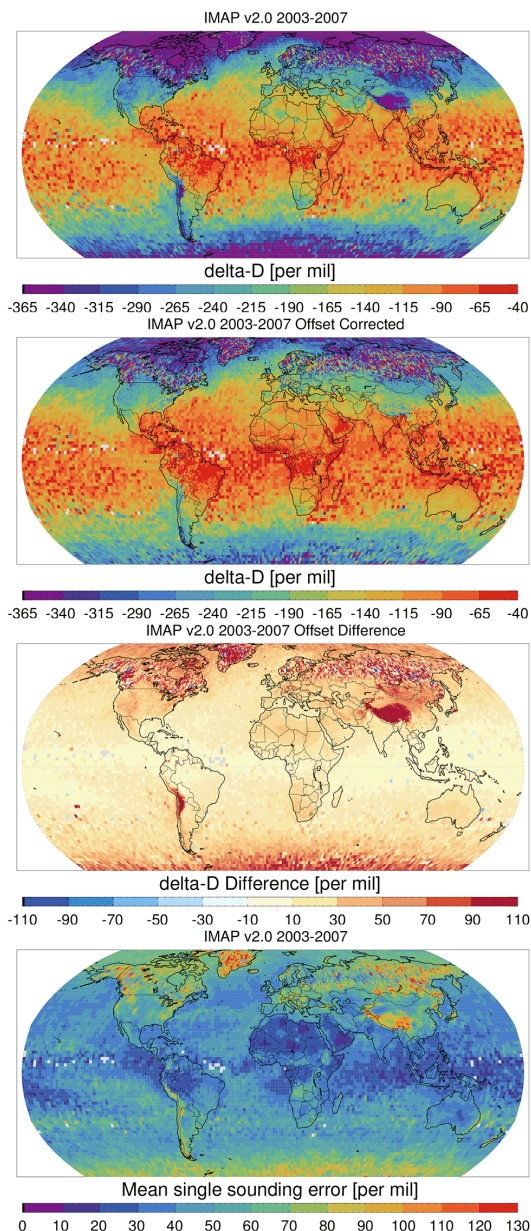 IMAP v2.0 2003-2007
delta-D [per mil]
-365 -340 -315 -290 -265 -240 -215 -190 -165 -140 -115 -90 -65 -40
IMAP v2.0 2003-2007 Offset Corrected
delta-D [per mil]
-365 -340 -315 -290 -265 -240 -215 -190 -165 -140 -115 -90 -65 -40
IMAP v2.0 2003-2007 Offset Difference
delta-D Difference [per mil]
-110 -90 -70 -50 -30 -10 10 30 50 70 90 110
IMAP v2.0 2003-2007
Mean single sounding error [per mil]
0 10 20 30 40 50 60 70 80 90 100 110 120 130